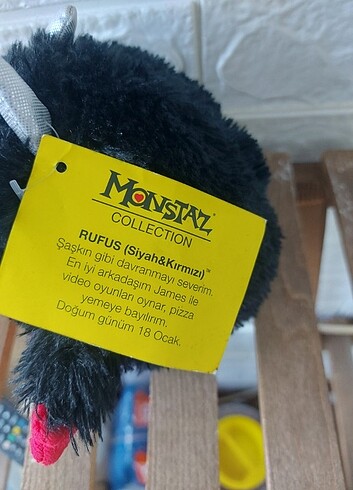 MONSTAZ
COLLECTION
RUFUS (Siyah&Kırmızı)™
Şaşkın gibi davranmayı severim.
En iyi arkadaşım James ile
video oyunları oynar, pizza
yemeye bayılırım.
Doğum günüm 18 Ocak.